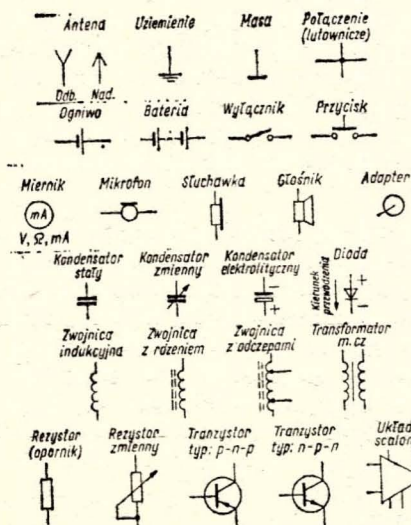 Antena Uziemienie Masa Połączenie
(lutownicze)
Odb. Nad.
Ogniwo Bateria Wyłącznik Przycisk
Miernik Mikrofon Słuchawka Głośnik Adapter
mA
V, Ω, mA
Kondensator stały
Kondensator zmienny
Kondensator elektrolityczny
Dioda
Kierunek przewodzenia
+
−
−
+
Zwojnica indukcyjna
Zwojnica z rdzeniem
Zwojnica z odczepami
Transformator m.cz
Rezystor (opornik)
Rezystor zmienny
Tranzystor typ: p-n-p
Tranzystor typ: n-p-n
Układ scalon